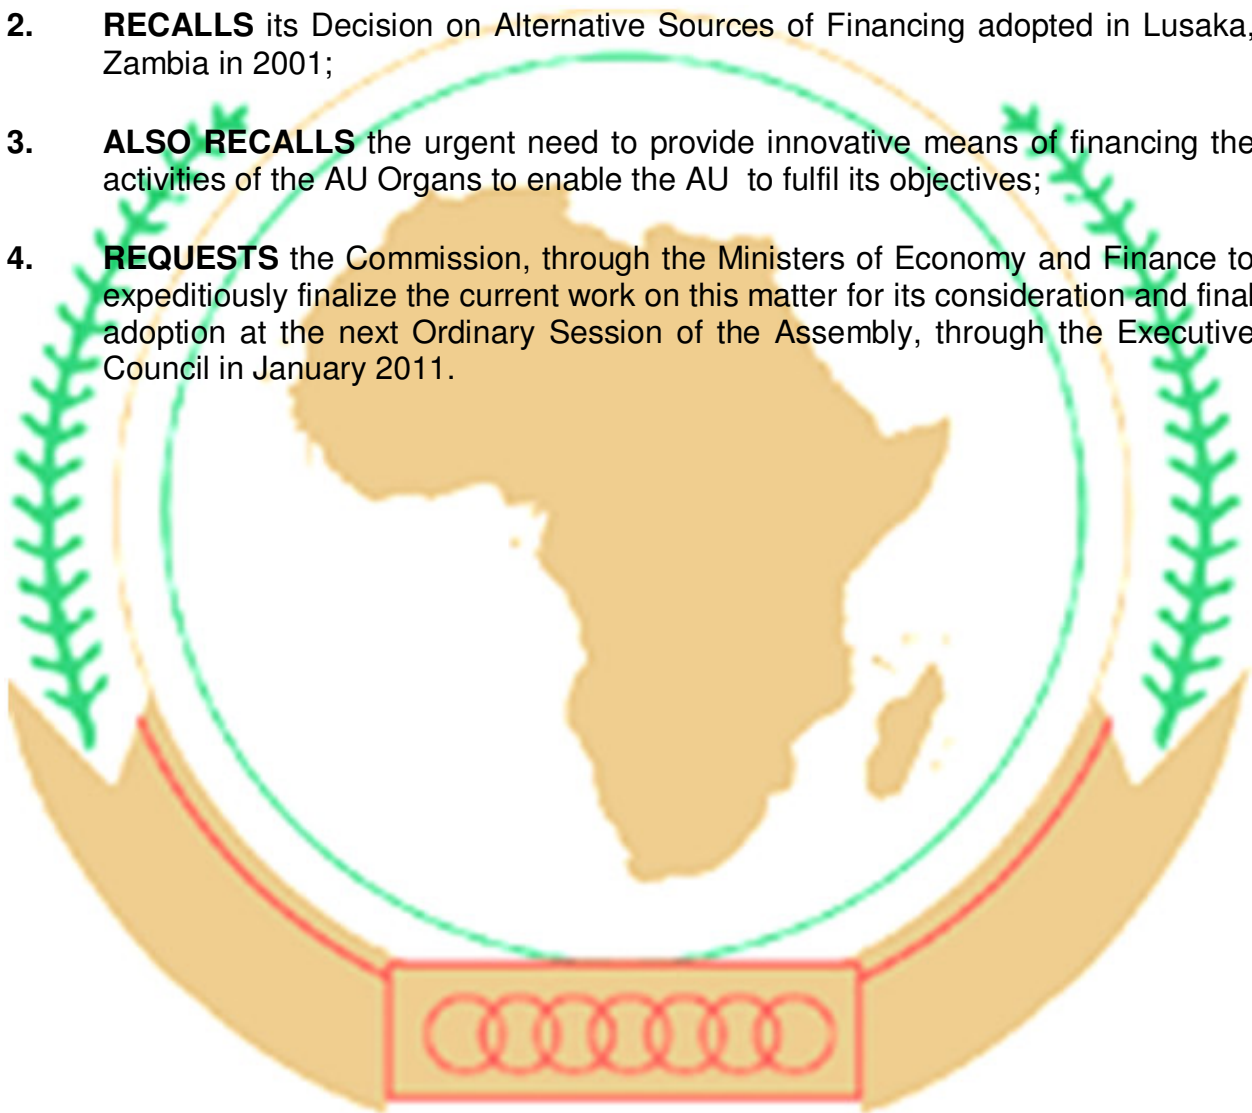 2. RECALLS its Decision on Alternative Sources of Financing adopted in Lusaka,
Zambia in 2001;
3. ALSO RECALLS the urgent need to provide innovative means of financing the
activities of the AU Organs to enable the AU to fulfil its objectives;
4. REQUESTS the Commission, through the Ministers of Economy and Finance to
expeditiously finalize the current work on this matter for its consideration and final
adoption at the next Ordinary Session of the Assembly, through the Executive
Council in January 2011.